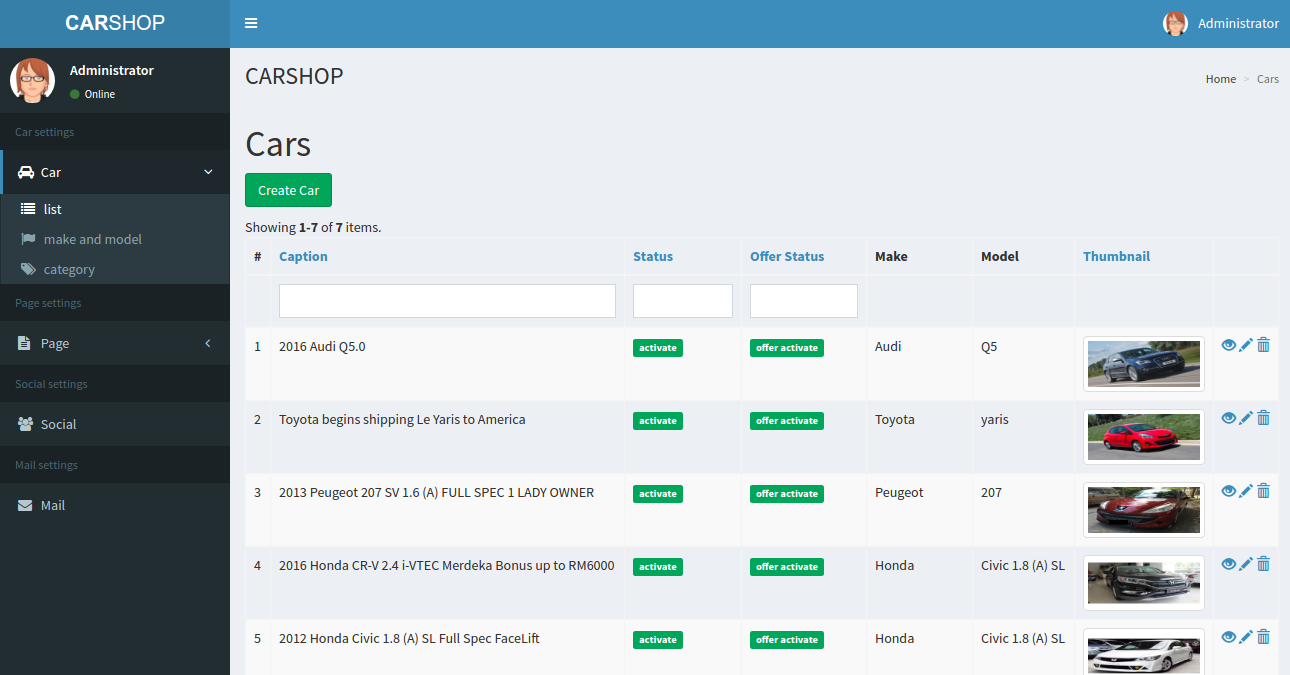 CARSHOP
Administrator
Administrator
Online
CARSHOP
Home > Cars
Car settings
Car
list
make and model
category
Page settings
Page
Social settings
Social
Mail settings
Mail
Cars
Create Car
Showing 1-7 of 7 items.
# Caption Status Offer Status Make Model Thumbnail
1 2016 Audi Q5.0 activate offer activate Audi Q5
2 Toyota begins shipping Le Yaris to America activate offer activate Toyota yaris
3 2013 Peugeot 207 SV 1.6 (A) FULL SPEC 1 LADY OWNER activate offer activate Peugeot 207
4 2016 Honda CR-V 2.4 i-VTEC Merdeka Bonus up to RM6000 activate offer activate Honda Civic 1.8 (A) SL
5 2012 Honda Civic 1.8 (A) SL Full Spec FaceLift activate offer activate Honda Civic 1.8 (A) SL